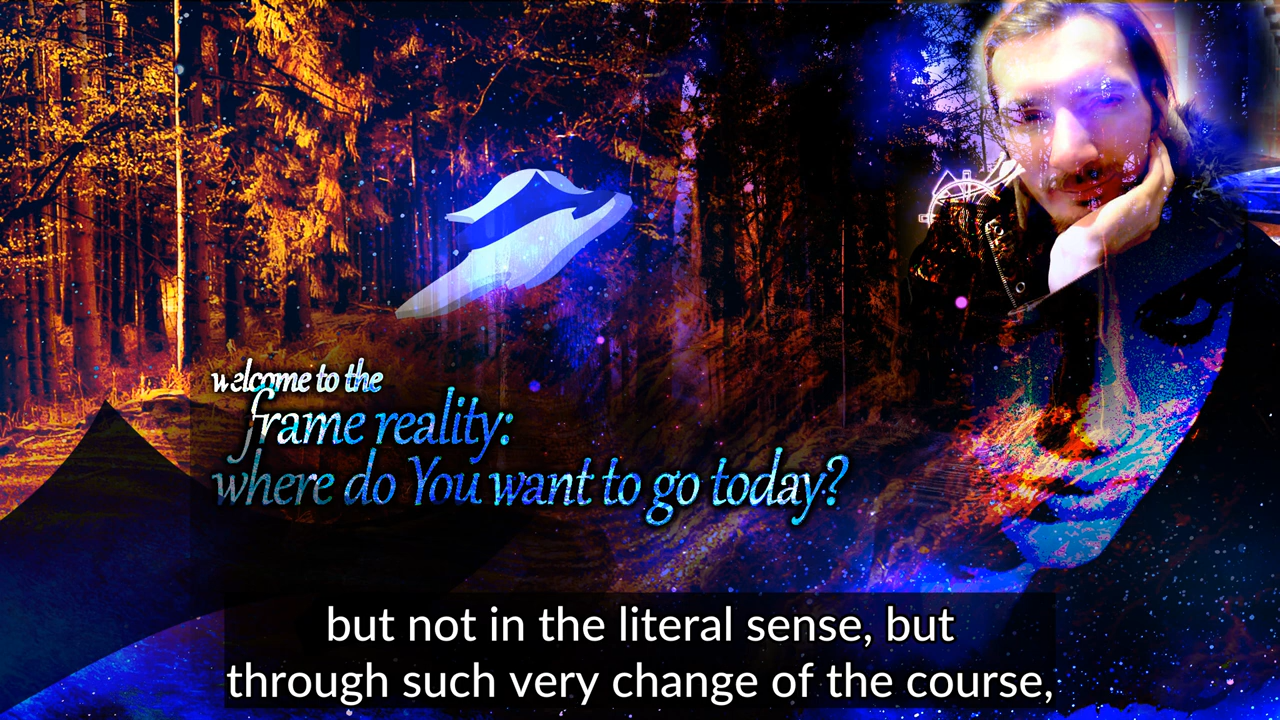 welcome to the
frame reality:
where do You want to go today?
but not in the literal sense, but
through such very change of the course,